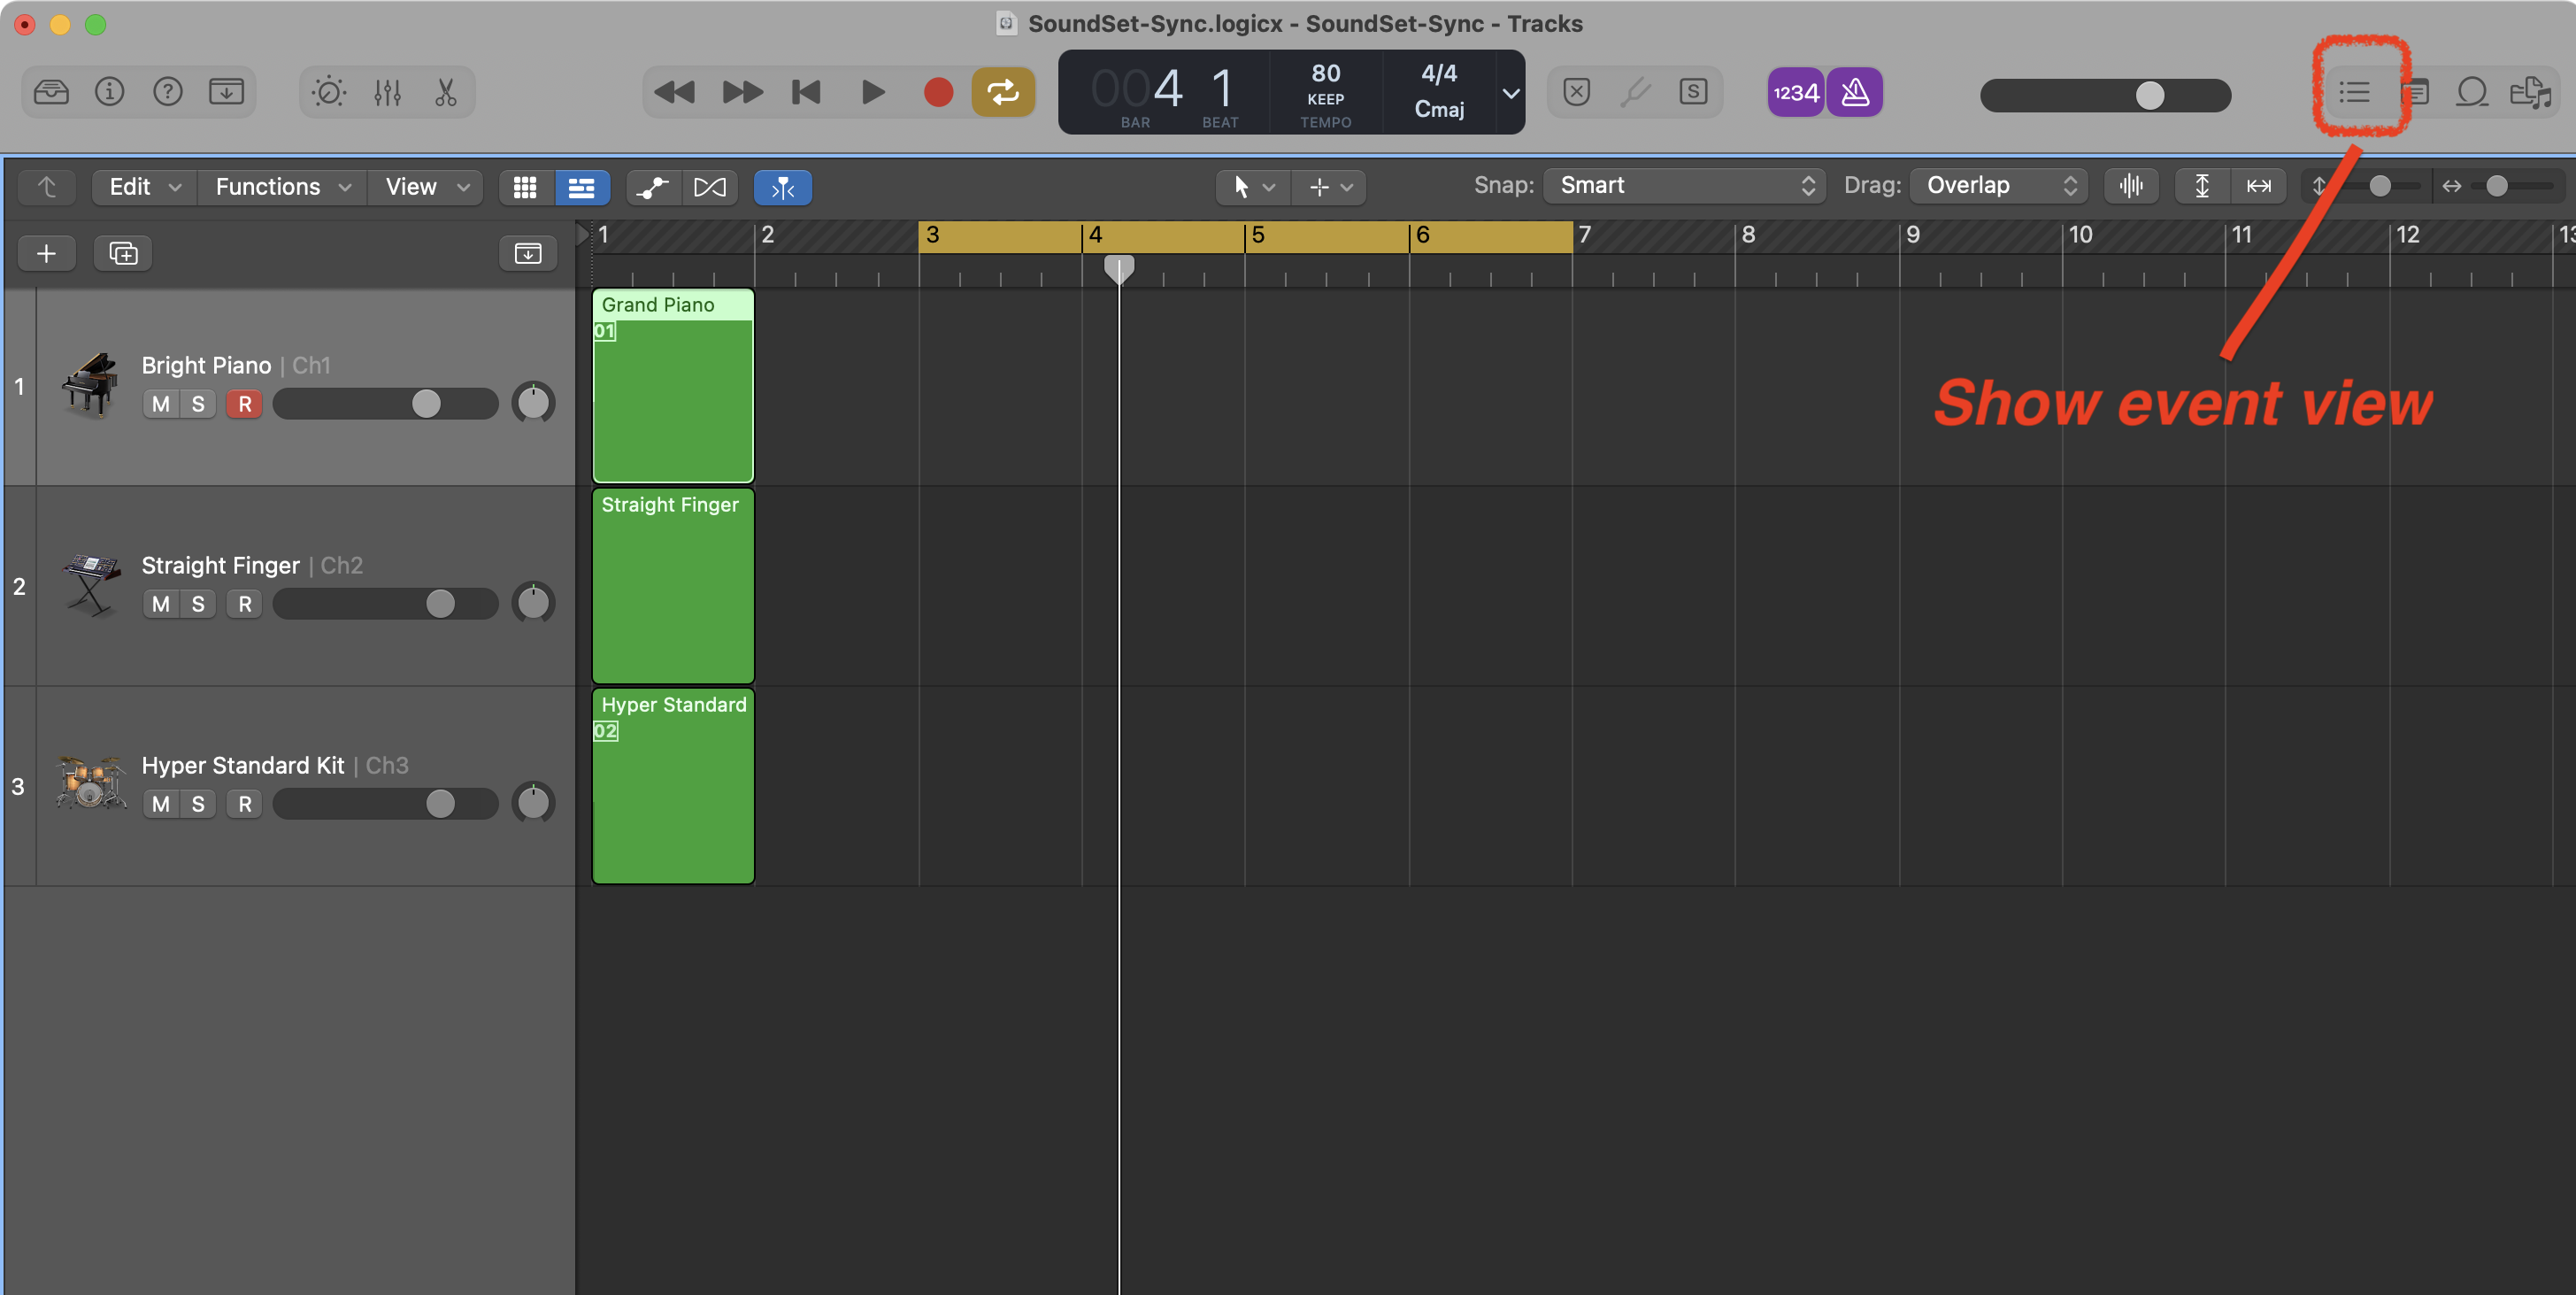 SoundSet-Sync.logicx - SoundSet-Sync - Tracks
004 1
BAR BEAT
80
KEEP
TEMPO
4/4
Cmaj
S
1234
Edit Functions View
Snap: Smart
Drag: Overlap
1 2 3 4 5 6 7 8 9 10 11 12 13
Show event view
1
Bright Piano | Ch1
M S R
Grand Piano
01
2
Straight Finger | Ch2
M S R
Straight Finger
3
Hyper Standard Kit | Ch3
M S R
Hyper Standard
02